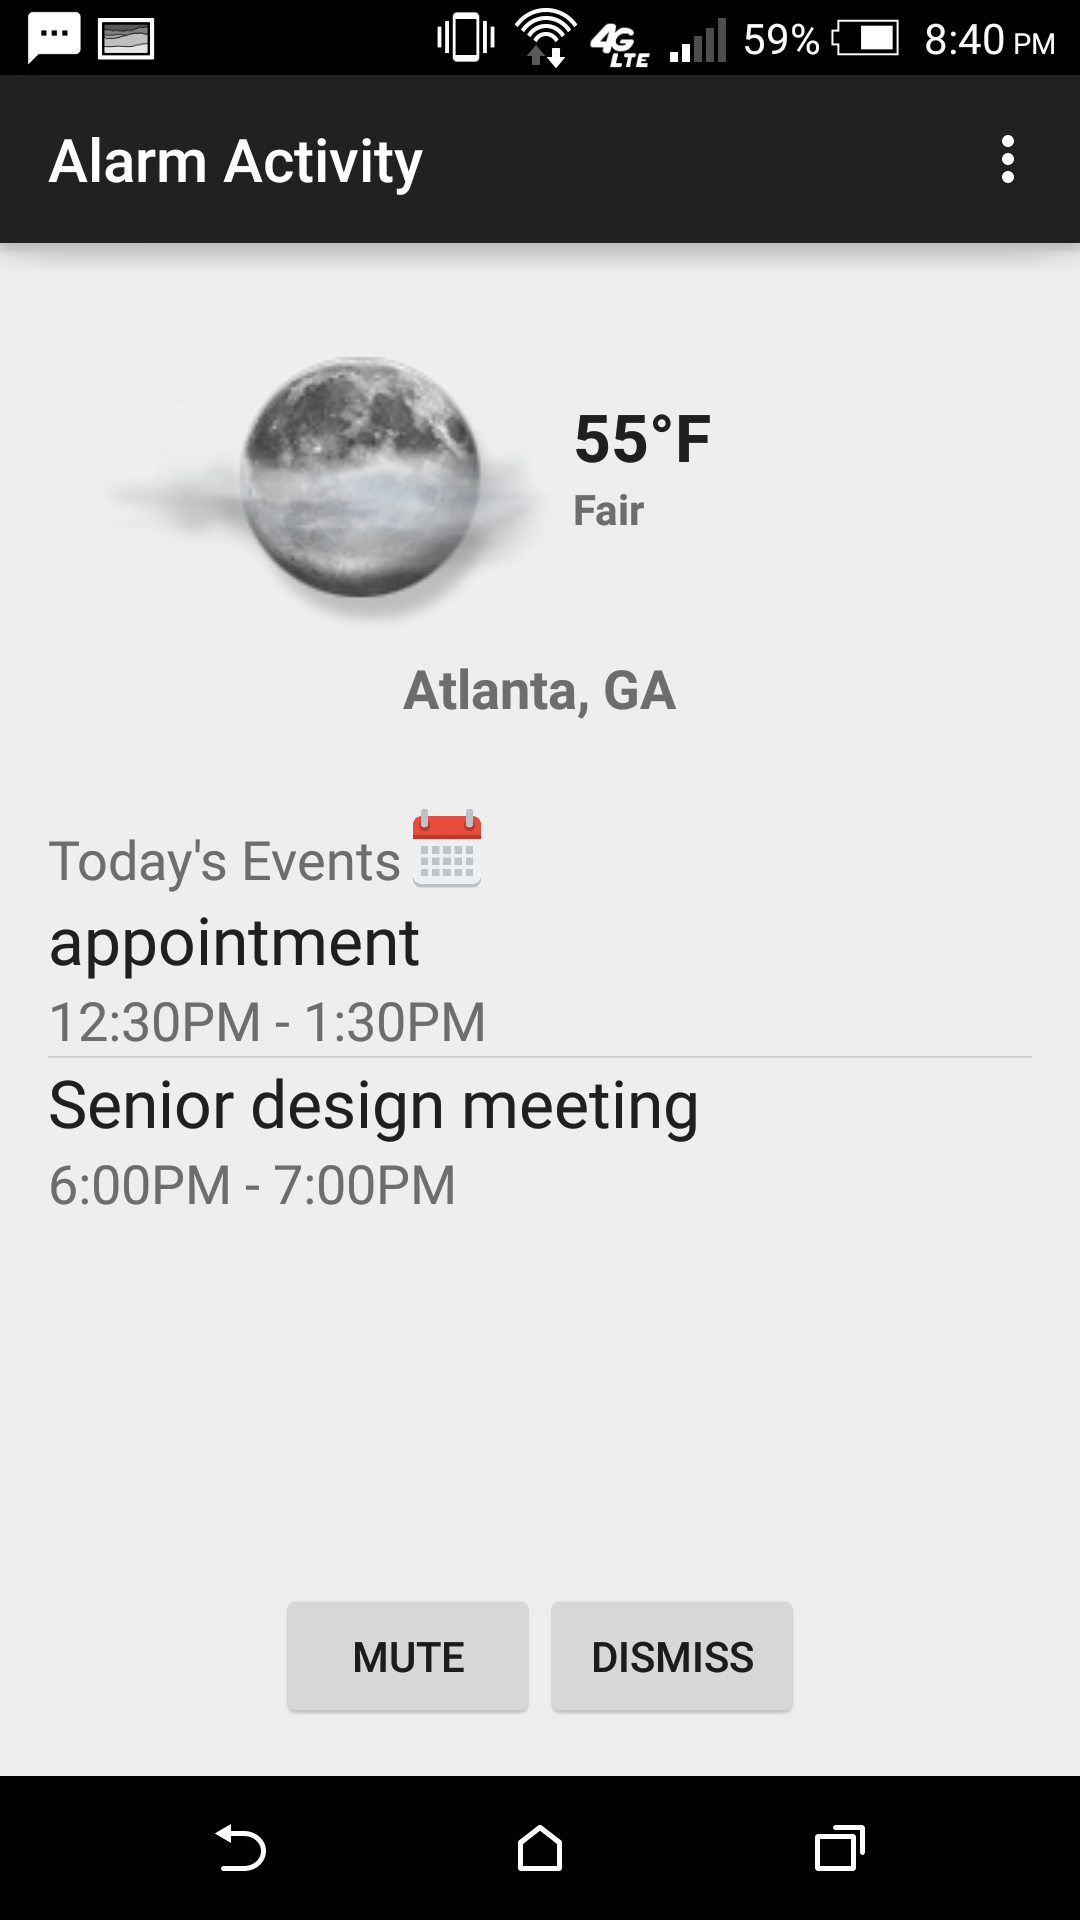 4G LTE 59% 8:40 PM
Alarm Activity
55°F
Fair
Atlanta, GA
Today's Events
appointment
12:30PM - 1:30PM
Senior design meeting
6:00PM - 7:00PM
MUTE DISMISS